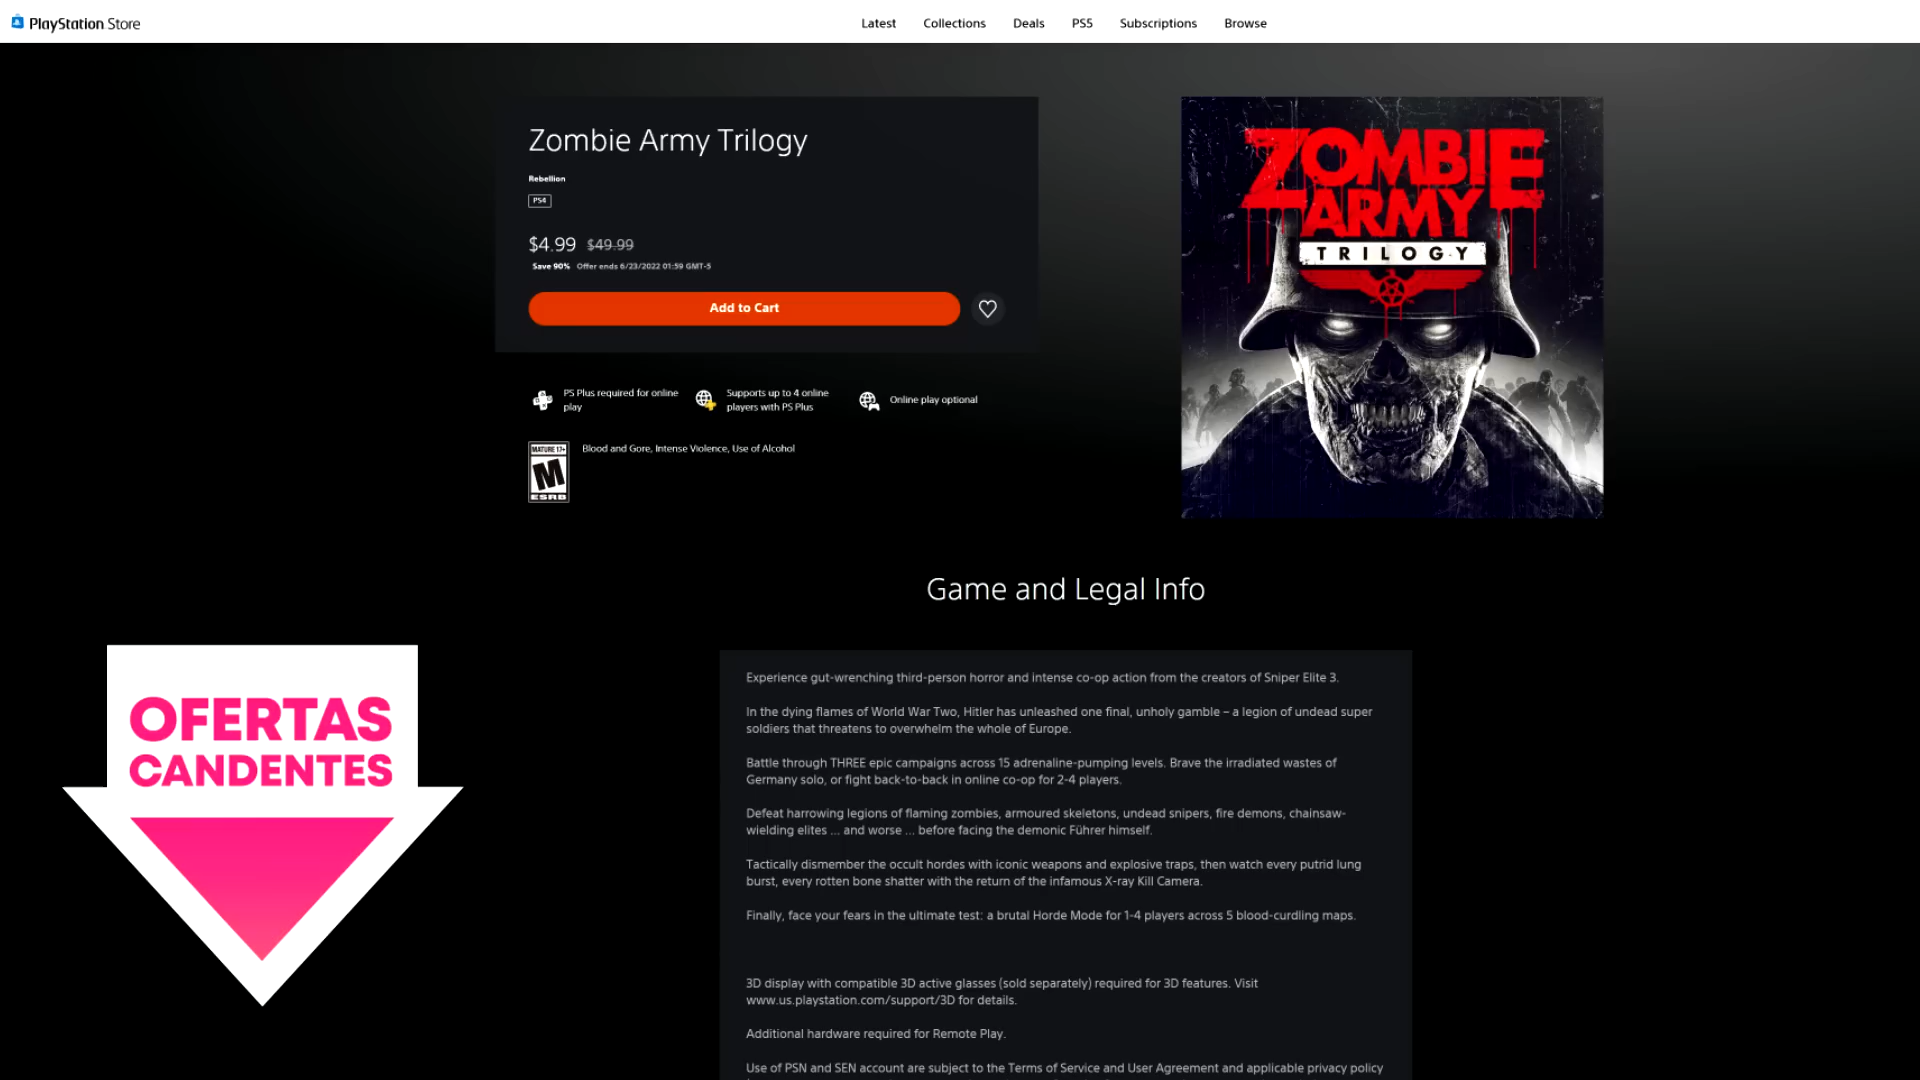 PlayStation Store
Latest
Collections
Deals
PS5
Subscriptions
Browse
Zombie Army Trilogy
Rebellion
PS4
$4.99 $49.99
Save 90% Offer ends 6/23/2022 01:59 GMT-5
Add to Cart
PS Plus required for online
play
Supports up to 4 online
players with PS Plus
Online play optional
MATURE 17+
M
ESRB
Blood and Gore, Intense Violence, Use of Alcohol
ZOMBIE
ARMY
TRILOGY
Game and Legal Info
OFERTAS
CANDENTES
Experience gut-wrenching third-person horror and intense co-op action from the creators of Sniper Elite 3.
In the dying flames of World War Two, Hitler has unleashed one final, unholy gamble – a legion of undead super
soldiers that threatens to overwhelm the whole of Europe.
Battle through THREE epic campaigns across 15 adrenaline-pumping levels. Brave the irradiated wastes of
Germany solo, or fight back-to-back in online co-op for 2-4 players.
Defeat harrowing legions of flaming zombies, armoured skeletons, undead snipers, fire demons, chainsaw-
wielding elites ... and worse ... before facing the demonic Führer himself.
Tactically dismember the occult hordes with iconic weapons and explosive traps, then watch every putrid lung
burst, every rotten bone shatter with the return of the infamous X-ray Kill Camera.
Finally, face your fears in the ultimate test: a brutal Horde Mode for 1-4 players across 5 blood-curdling maps.
3D display with compatible 3D active glasses (sold separately) required for 3D features. Visit
www.us.playstation.com/support/3D for details.
Additional hardware required for Remote Play.
Use of PSN and SEN account are subject to the Terms of Service and User Agreement and applicable privacy policy